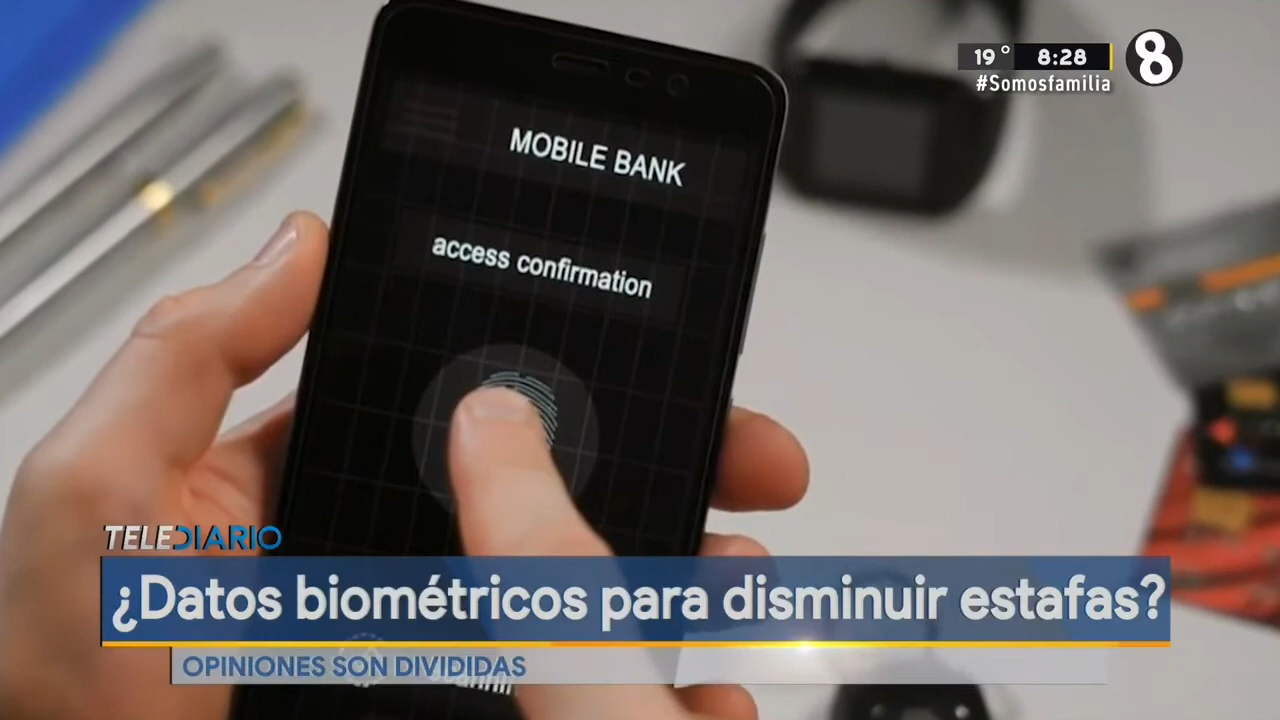 19° 8:28
8
#Somosfamilia
MOBILE BANK
access confirmation
TELEDIARIO
¿Datos biométricos para disminuir estafas?
OPINIONES SON DIVIDIDAS